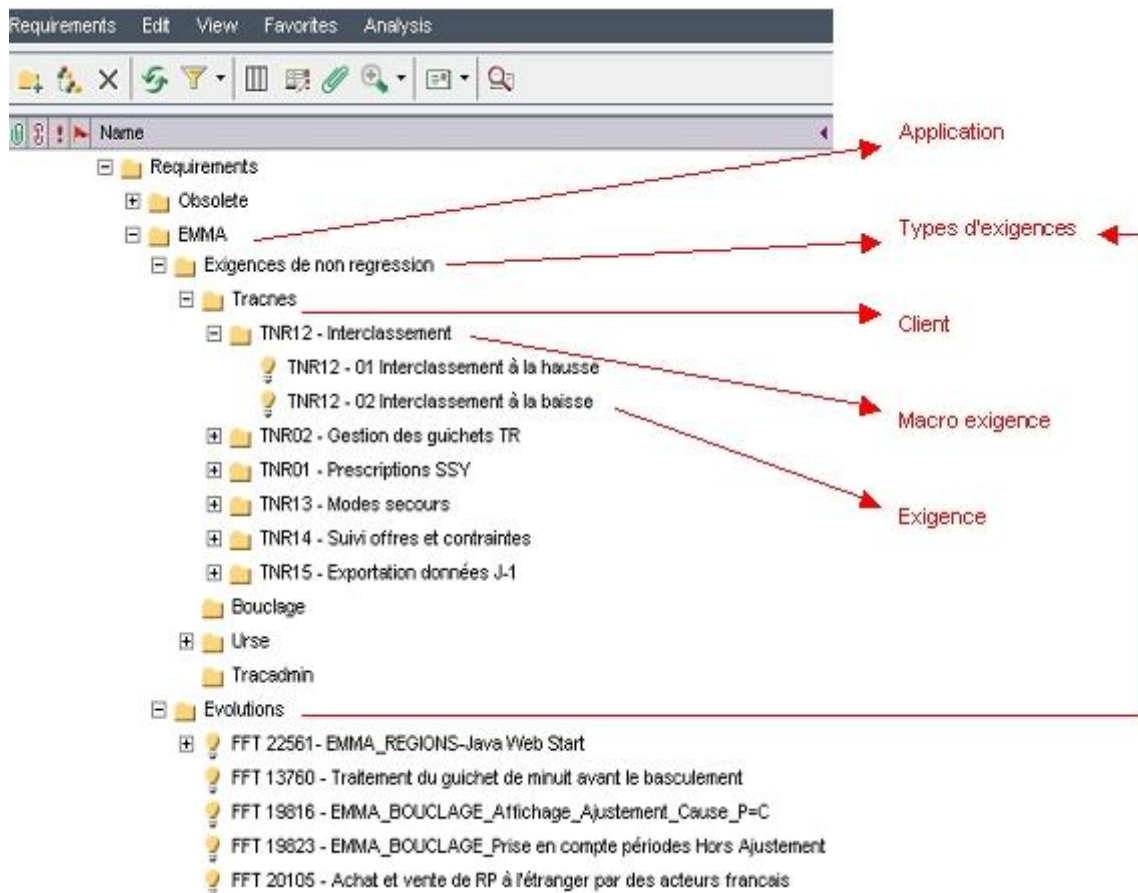 Requirements Edit View Favorites Analysis
Name
Requirements
Obsolete
EMMA
Exigences de non regression
Tracnes
TNR12 - Interclassement
TNR12 - 01 Interclassement à la hausse
TNR12 - 02 Interclassement à la baisse
TNR02 - Gestion des guichets TR
TNR01 - Prescriptions SSY
TNR13 - Modes secours
TNR14 - Suivi offres et contraintes
TNR15 - Exportation données J-1
Bouclage
Urse
Tracadmin
Evolutions
FFT 22561- EMMA_REGIONS-Java Web Start
FFT 13760 - Traitement du guichet de minuit avant le basculement
FFT 19816 - EMMA_BOUCLAGE_Affichage_Ajustement_Cause_P=C
FFT 19823 - EMMA_BOUCLAGE_Prise en compte périodes Hors Ajustement
FFT 20105 - Achat et vente de RP à l'étranger par des acteurs francais
Application
Types d'exigences
Client
Macro exigence
Exigence